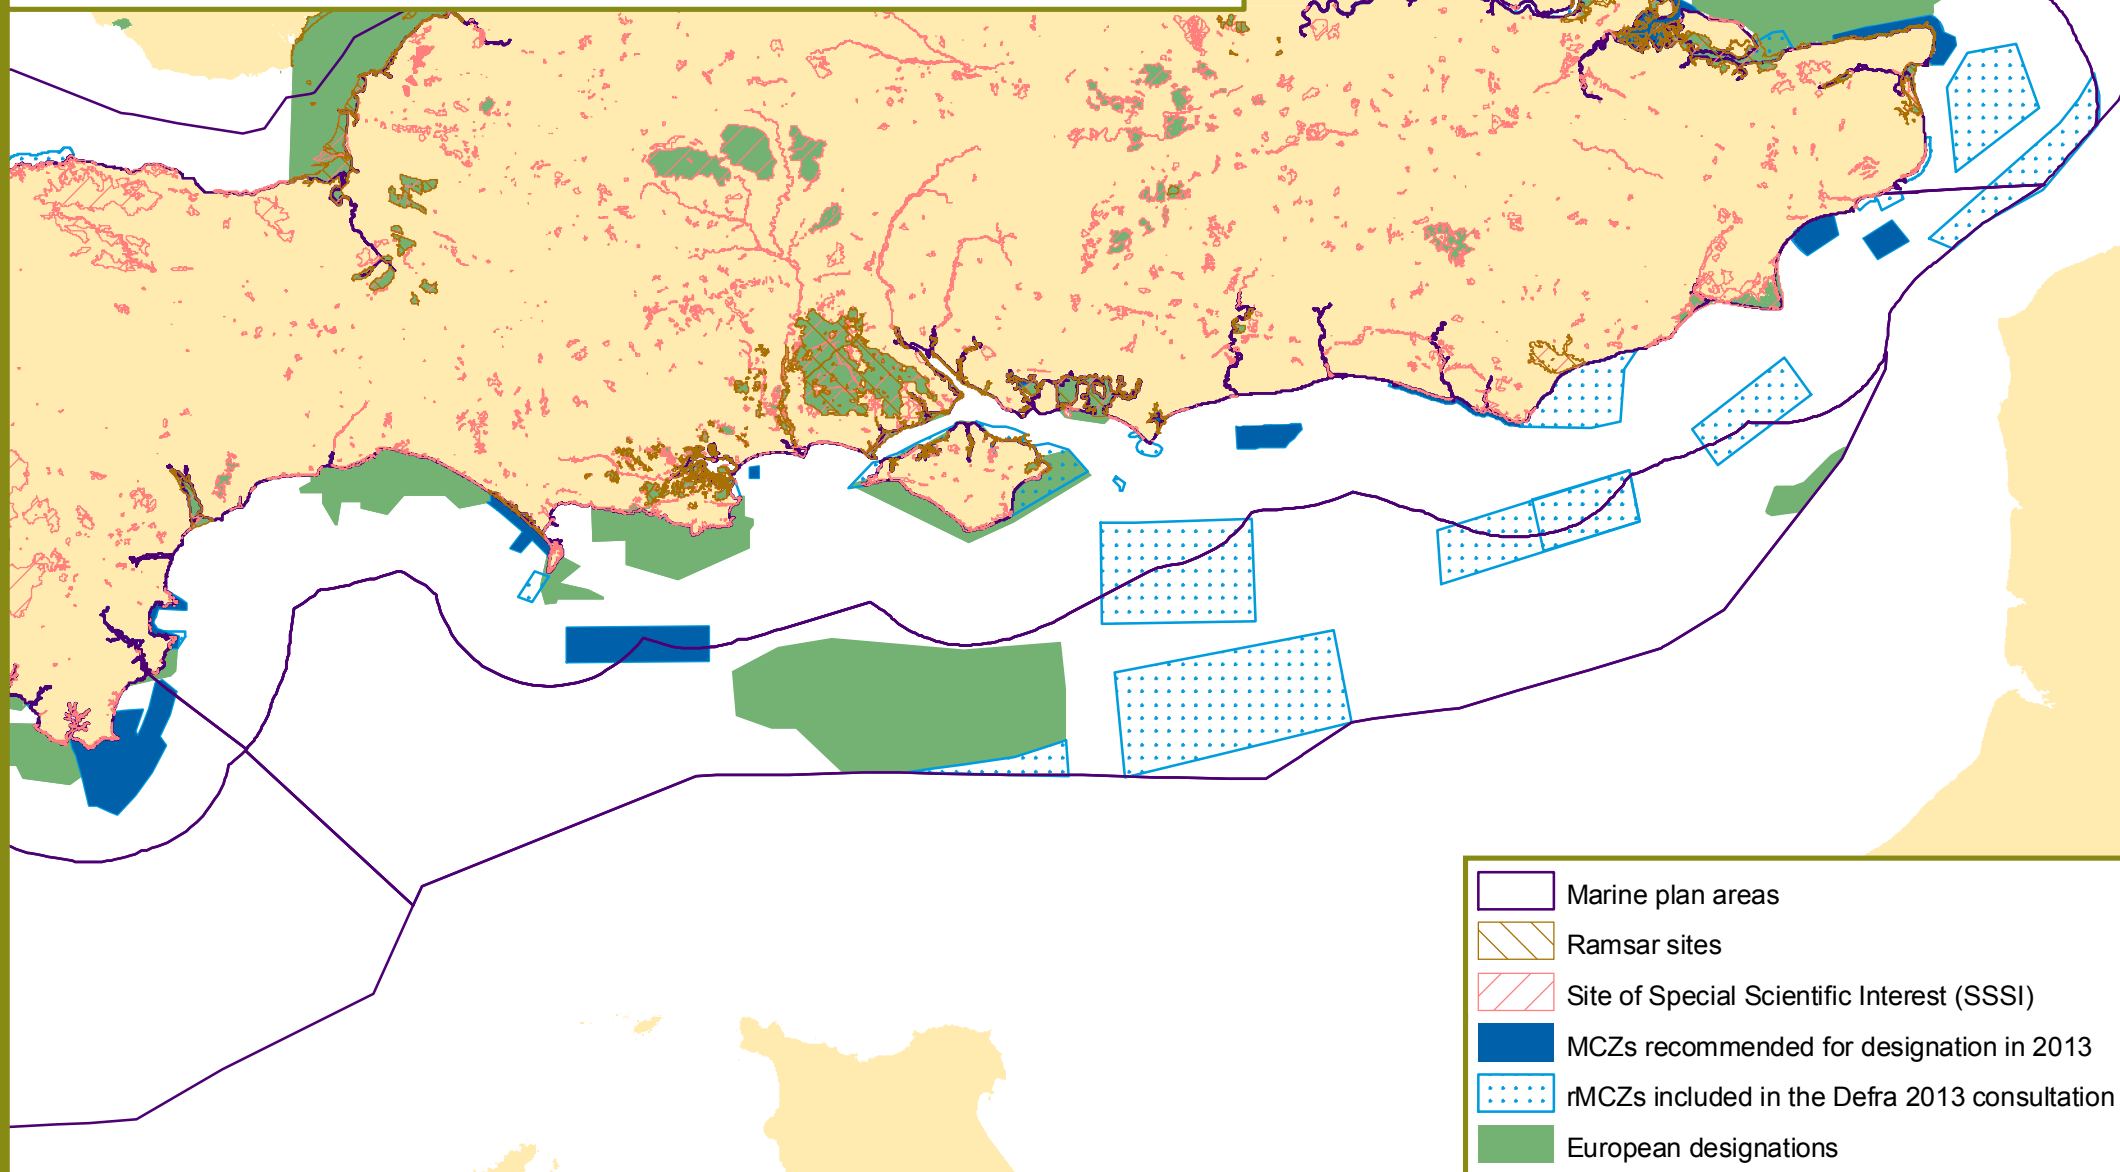 Marine plan areas
Ramsar sites
Site of Special Scientific Interest (SSSI)
MCZs recommended for designation in 2013
rMCZs included in the Defra 2013 consultation
European designations